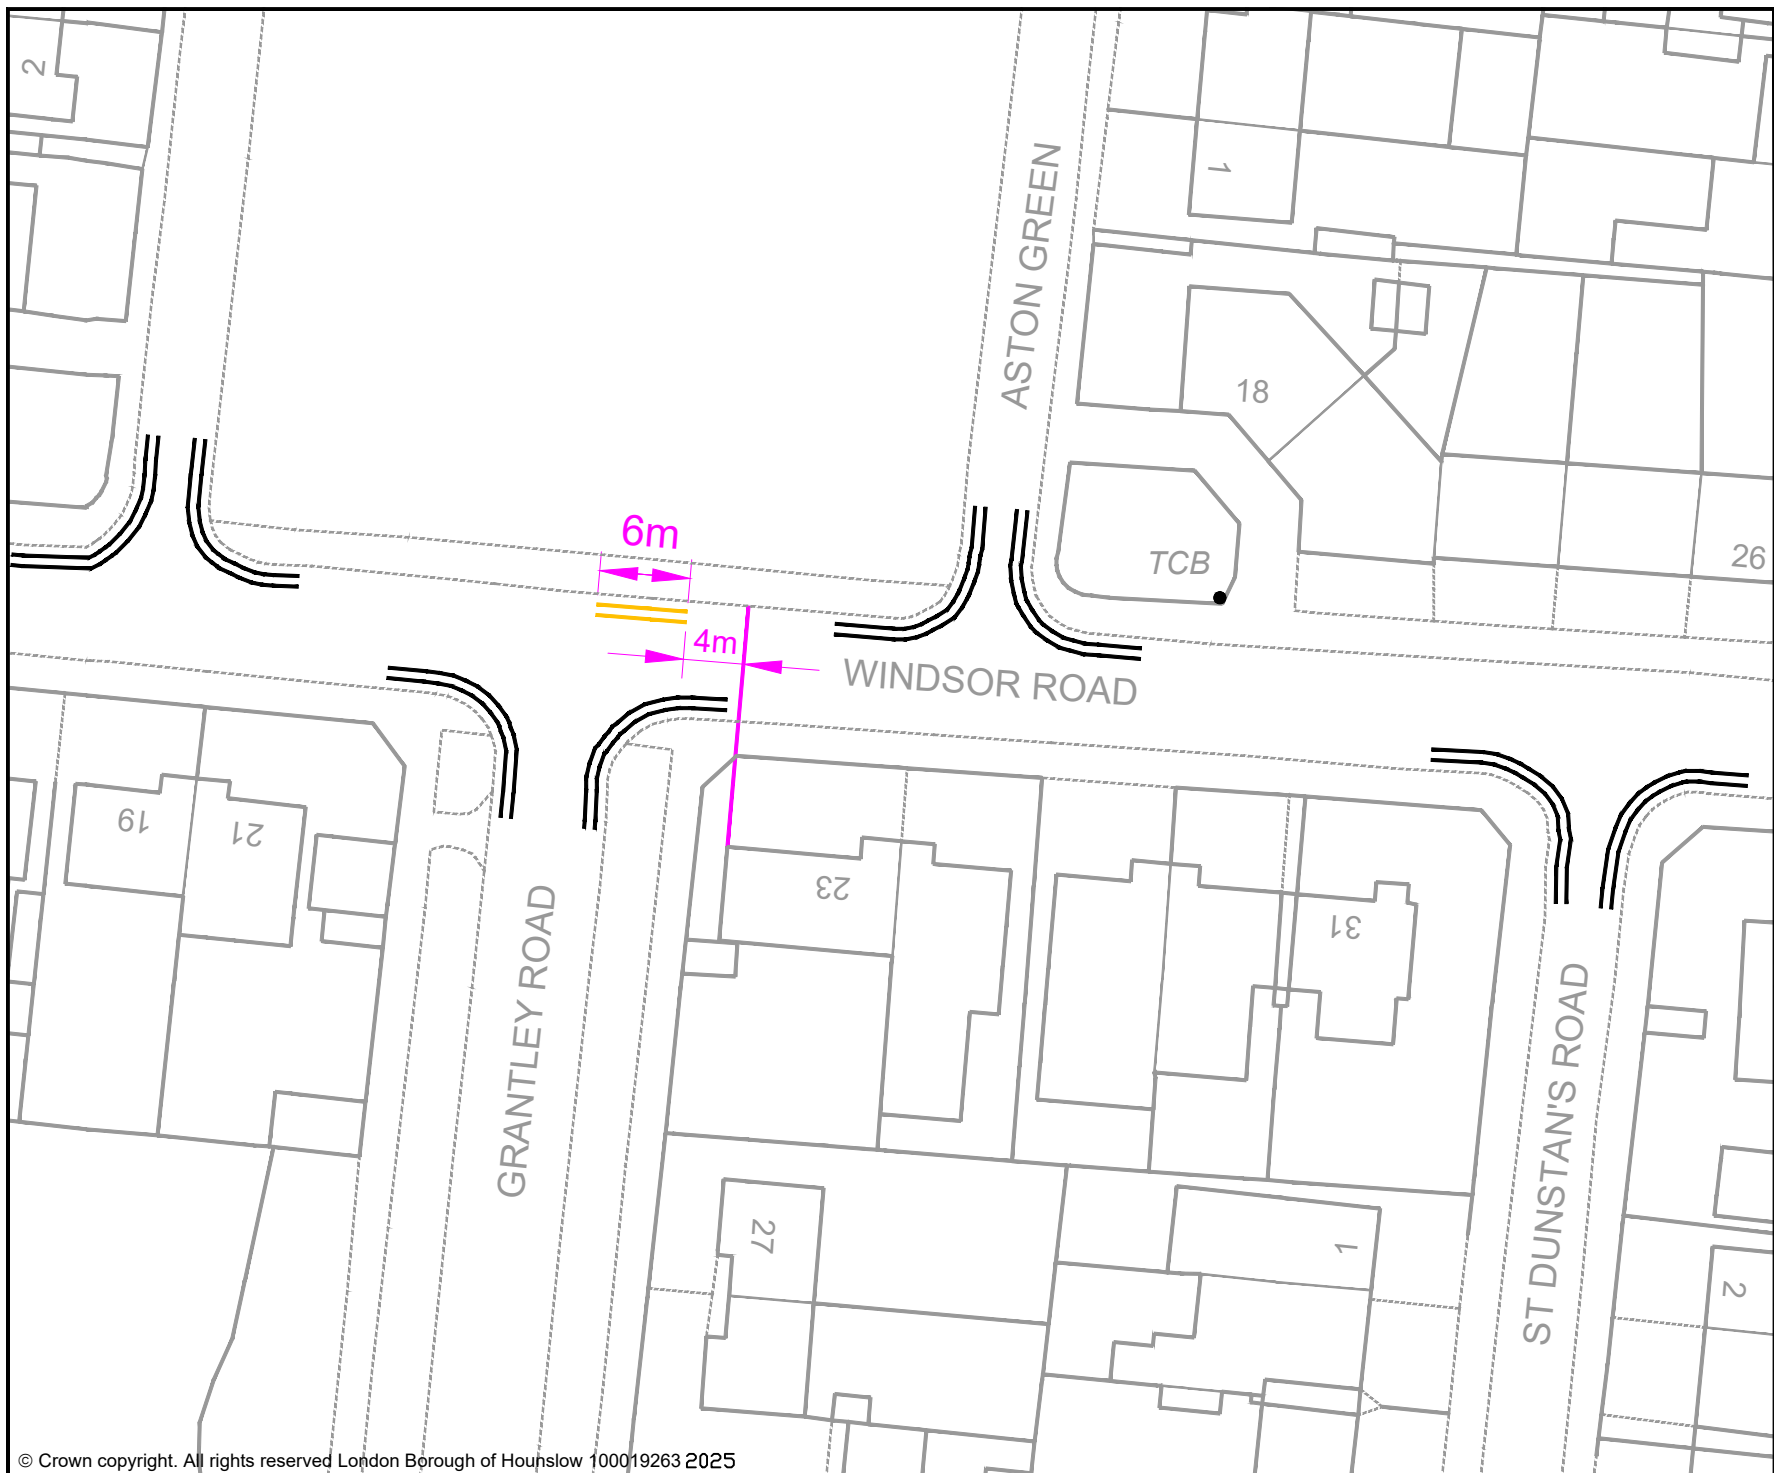 2
1
ASTON GREEN
18
6m
TCB
26
4m
WINDSOR ROAD
19
21
23
31
GRANTLEY ROAD
ST DUNSTAN'S ROAD
27
1
2
© Crown copyright. All rights reserved London Borough of Hounslow 100019263 2025